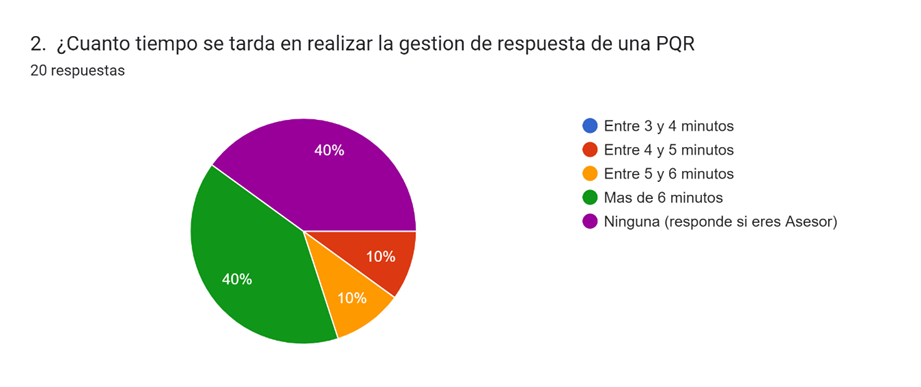 2. ¿Cuanto tiempo se tarda en realizar la gestion de respuesta de una PQR
20 respuestas
40%
40%
10%
10%
Entre 3 y 4 minutos
Entre 4 y 5 minutos
Entre 5 y 6 minutos
Mas de 6 minutos
Ninguna (responde si eres Asesor)